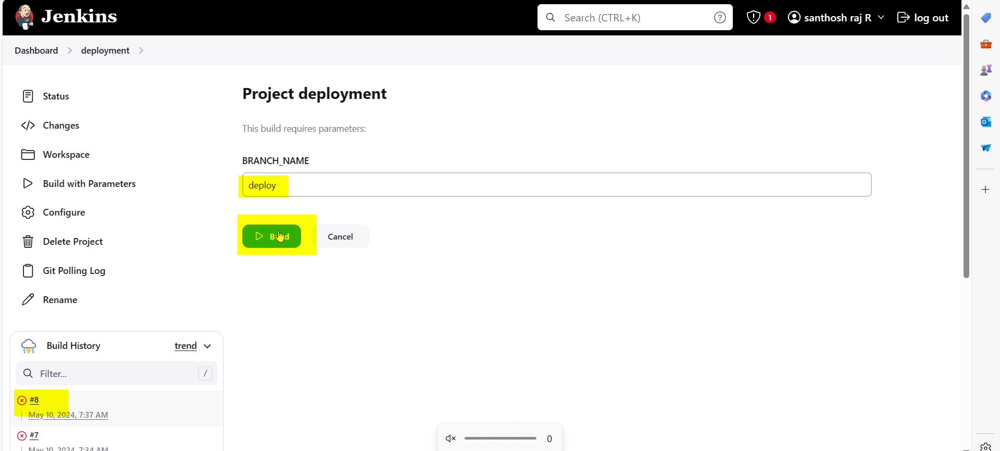 Jenkins
Search (CTRL+K)
?
1
santhosh raj R
log out
Dashboard
deployment
Status
Changes
Workspace
Build with Parameters
Configure
Delete Project
Git Polling Log
Rename
Project deployment
This build requires parameters:
BRANCH_NAME
deploy
Build
Cancel
Build History
trend
Filter...
/
#8
May 10, 2024, 7:37 AM
#7
May 10, 2024, 7:34 AM
0